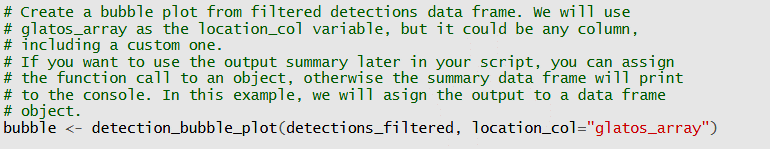 # Create a bubble plot from filtered detections data frame. We will use
# glatos_array as the location_col variable, but it could be any column,
# including a custom one.
# If you want to use the output summary later in your script, you can assign
# the function call to an object, otherwise the summary data frame will print
# to the console. In this example, we will asign the output to a data frame
# object.
bubble <- detection_bubble_plot(detections_filtered, location_col="glatos_array")